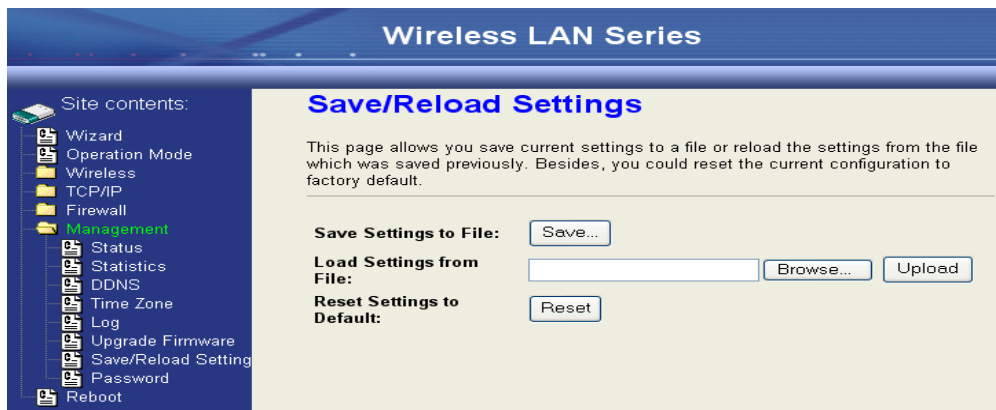 Wireless LAN Series
Site contents:
Wizard
Operation Mode
Wireless
TCP/IP
Firewall
Management
Status
Statistics
DDNS
Time Zone
Log
Upgrade Firmware
Save/Reload Setting
Password
Reboot
Save/Reload Settings
This page allows you save current settings to a file or reload the settings from the file
which was saved previously. Besides, you could reset the current configuration to
factory default.
Save Settings to File: Save...
Load Settings from
File: Browse... Upload
Reset Settings to
Default: Reset